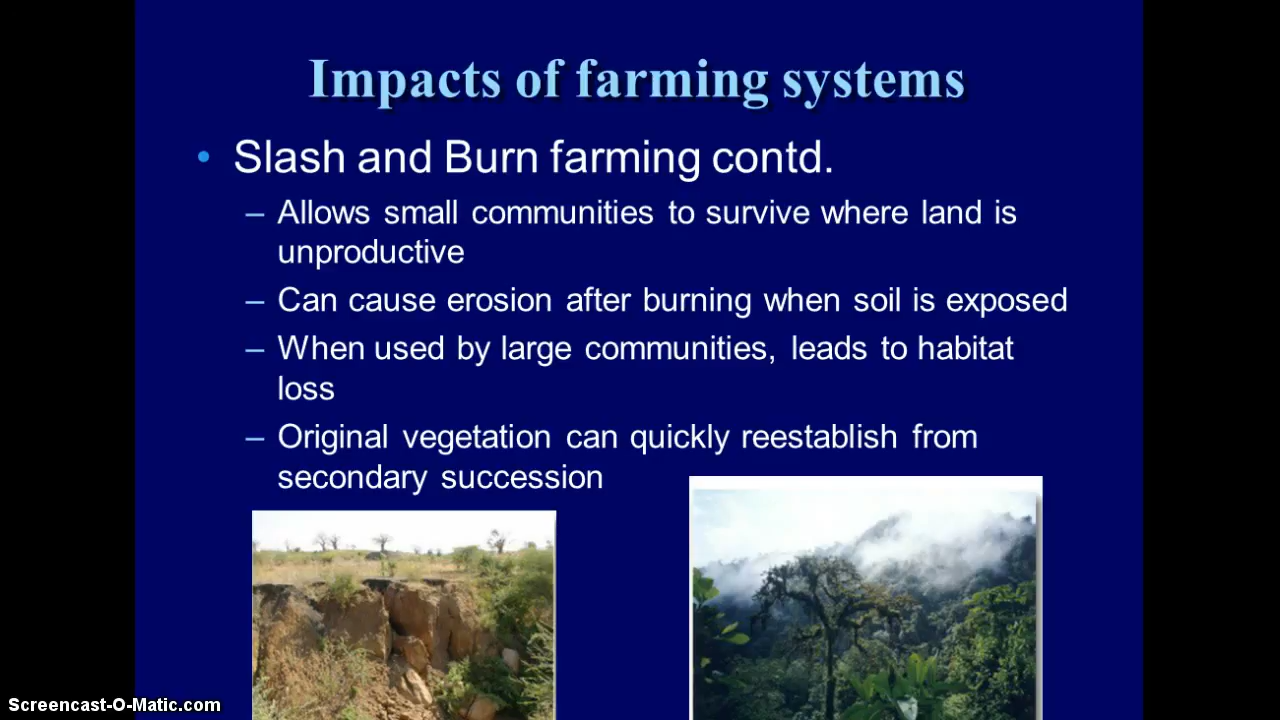 Impacts of farming systems
• Slash and Burn farming contd.
– Allows small communities to survive where land is
unproductive
– Can cause erosion after burning when soil is exposed
– When used by large communities, leads to habitat
loss
– Original vegetation can quickly reestablish from
secondary succession
Screencast-O-Matic.com